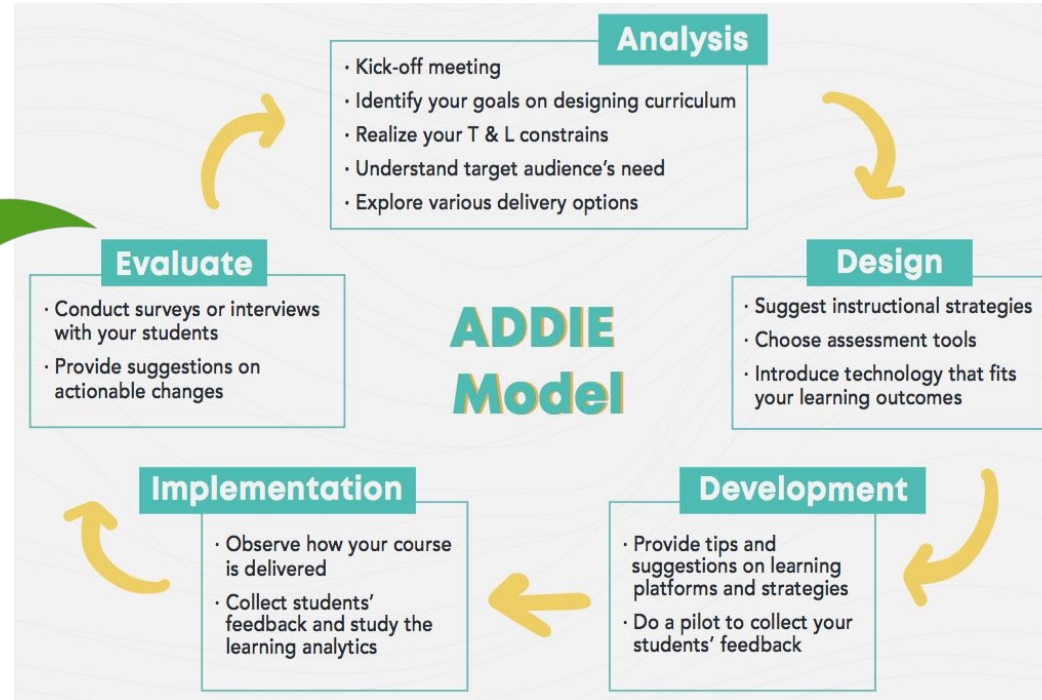 Analysis
· Kick-off meeting
· Identify your goals on designing curriculum
· Realize your T & L constrains
· Understand target audience's need
· Explore various delivery options
Evaluate
· Conduct surveys or interviews
with your students
· Provide suggestions on
actionable changes
ADDIE
Model
Design
· Suggest instructional strategies
· Choose assessment tools
· Introduce technology that fits
your learning outcomes
Implementation
· Observe how your course
is delivered
· Collect students'
feedback and study the
learning analytics
Development
· Provide tips and
suggestions on learning
platforms and strategies
· Do a pilot to collect your
students' feedback